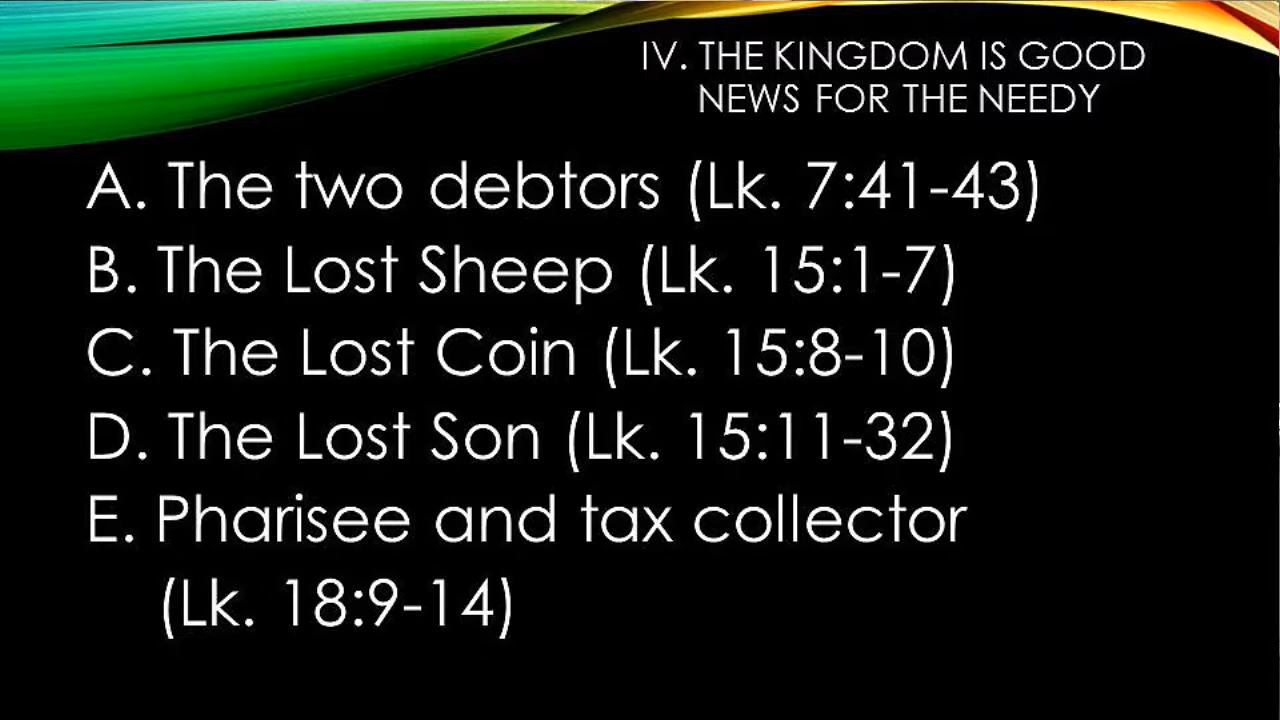 IV. THE KINGDOM IS GOOD
NEWS FOR THE NEEDY
A. The two debtors (Lk. 7:41-43)
B. The Lost Sheep (Lk. 15:1-7)
C. The Lost Coin (Lk. 15:8-10)
D. The Lost Son (Lk. 15:11-32)
E. Pharisee and tax collector
(Lk. 18:9-14)